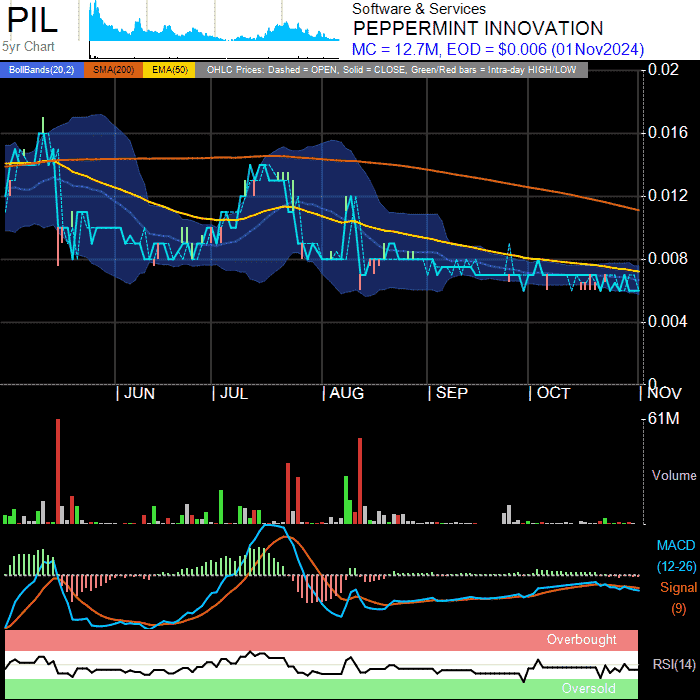 PIL
5yr Chart
Software & Services
PEPPERMINT INNOVATION
MC = 12.7M, EOD = $0.006 (01Nov2024)
BollBands(20,2) SMA(200) EMA(50) OHLC Prices: Dashed = OPEN, Solid = CLOSE, Green/Red bars = Intra-day HIGH/LOW
0.02
0.016
0.012
0.008
0.004
0
| JUN | JUL | AUG | SEP | OCT | NOV
61M
Volume
MACD
(12-26)
Signal
(9)
Overbought
RSI(14)
Oversold